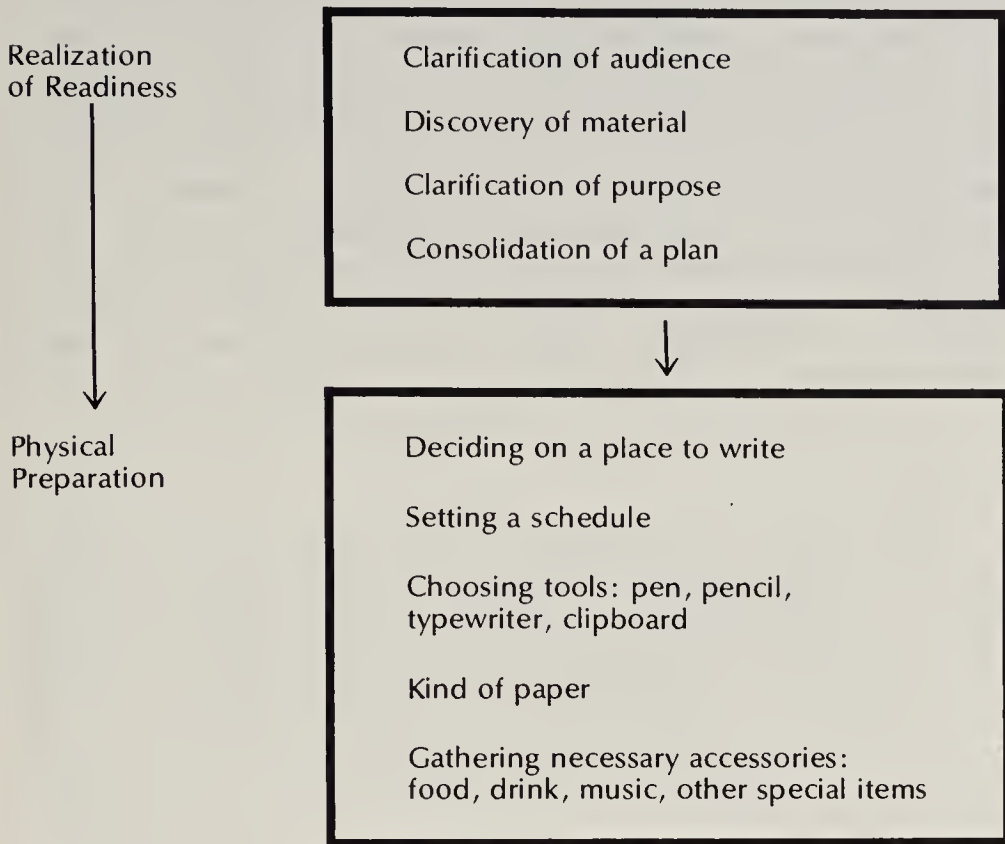 Realization
of Readiness
Clarification of audience
Discovery of material
Clarification of purpose
Consolidation of a plan
Physical
Preparation
Deciding on a place to write
Setting a schedule
Choosing tools: pen, pencil,
typewriter, clipboard
Kind of paper
Gathering necessary accessories:
food, drink, music, other special items